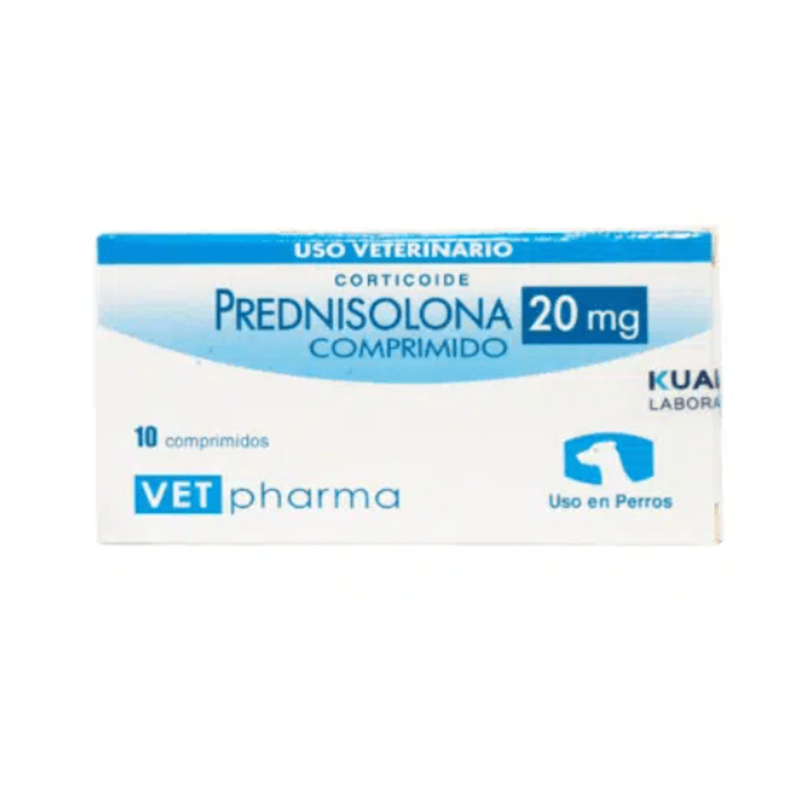 USO VETERINARIO
CORTICOIDE
PREDNISOLONA 20 mg
COMPRIMIDO
10 comprimidos
VETpharma
Uso en Perros